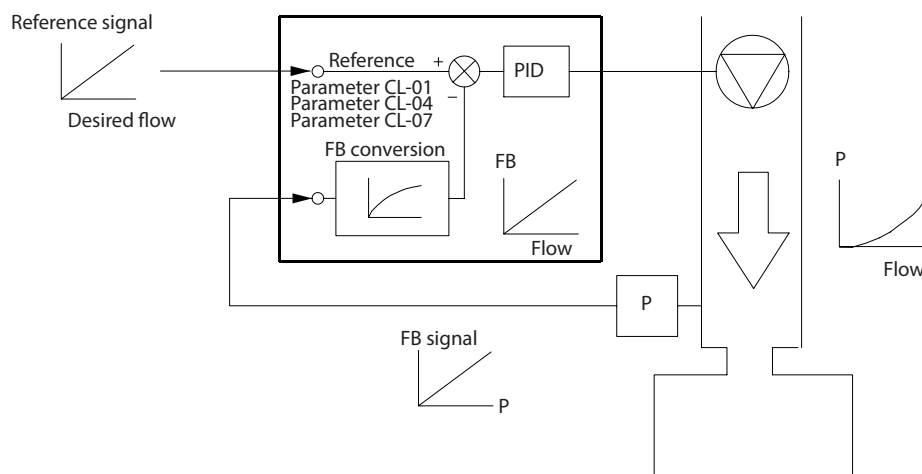 Reference signal
Desired flow
Reference
+
PID
Parameter CL-01
Parameter CL-04
Parameter CL-07
–
FB conversion
FB
Flow
P
Flow
P
FB signal
P